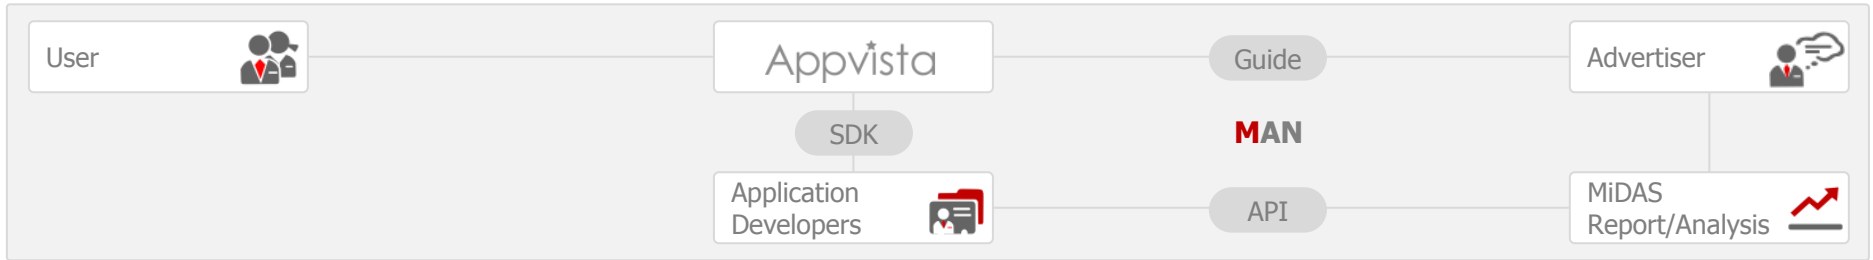 User
Appvista
Guide
Advertiser
SDK
MAN
Application
Developers
API
MiDAS
Report/Analysis